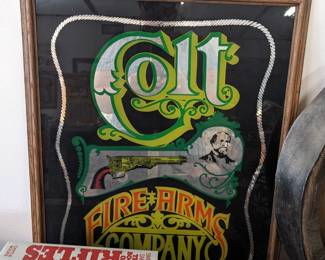 Colt
FIRE ARMS
COMPANY
RIFLES